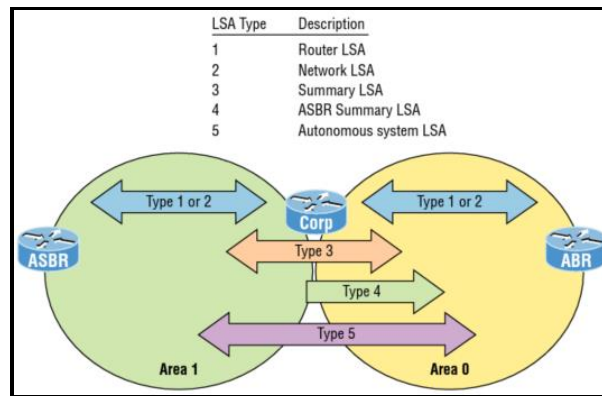 LSA Type Description
1 Router LSA
2 Network LSA
3 Summary LSA
4 ASBR Summary LSA
5 Autonomous system LSA
Type 1 or 2
Type 1 or 2
Corp
ASBR
ABR
Type 3
Type 4
Type 5
Area 1
Area 0